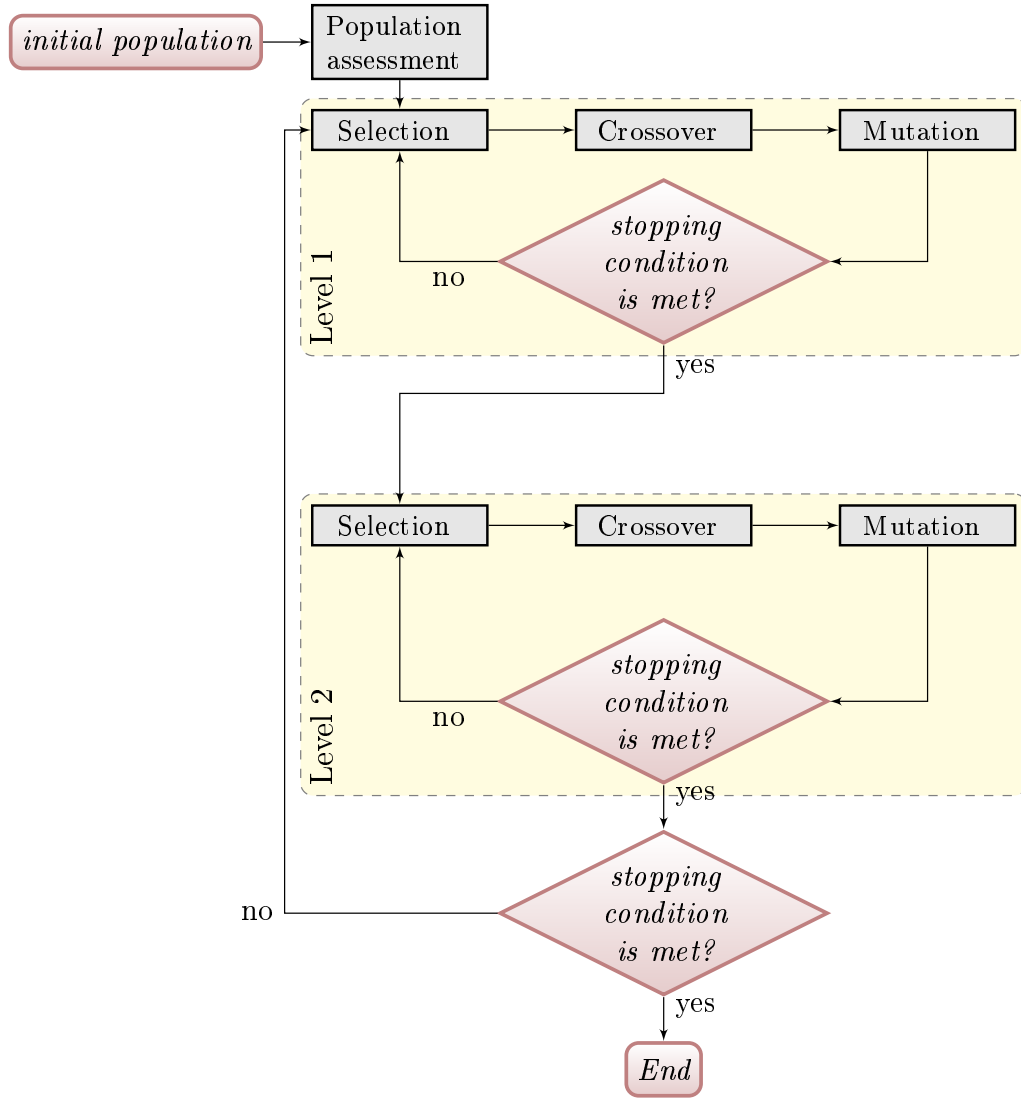 initial population
Population
assessment
Selection
Crossover
Mutation
stopping
condition
is met?
no
Level 1
yes
Selection
Crossover
Mutation
stopping
condition
is met?
no
Level 2
yes
stopping
condition
is met?
no
yes
End